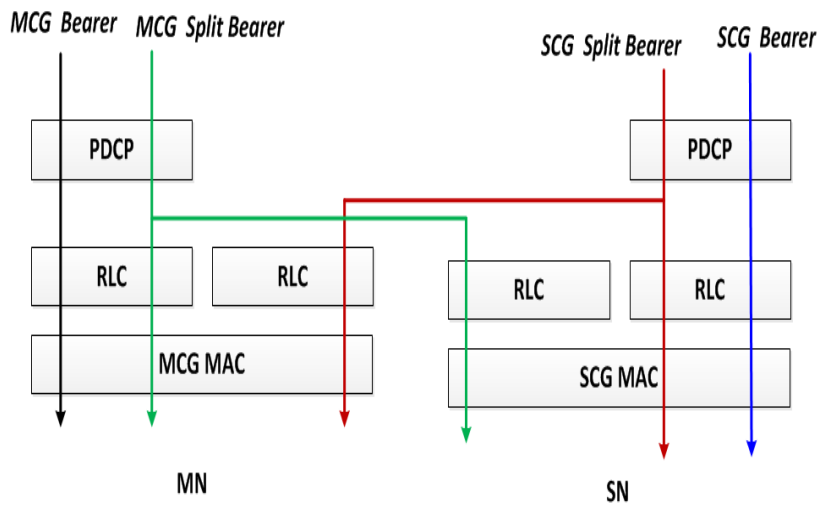 MCG Bearer
MCG Split Bearer
SCG Split Bearer
SCG Bearer
PDCP
PDCP
RLC
RLC
RLC
RLC
MCG MAC
SCG MAC
MN
SN